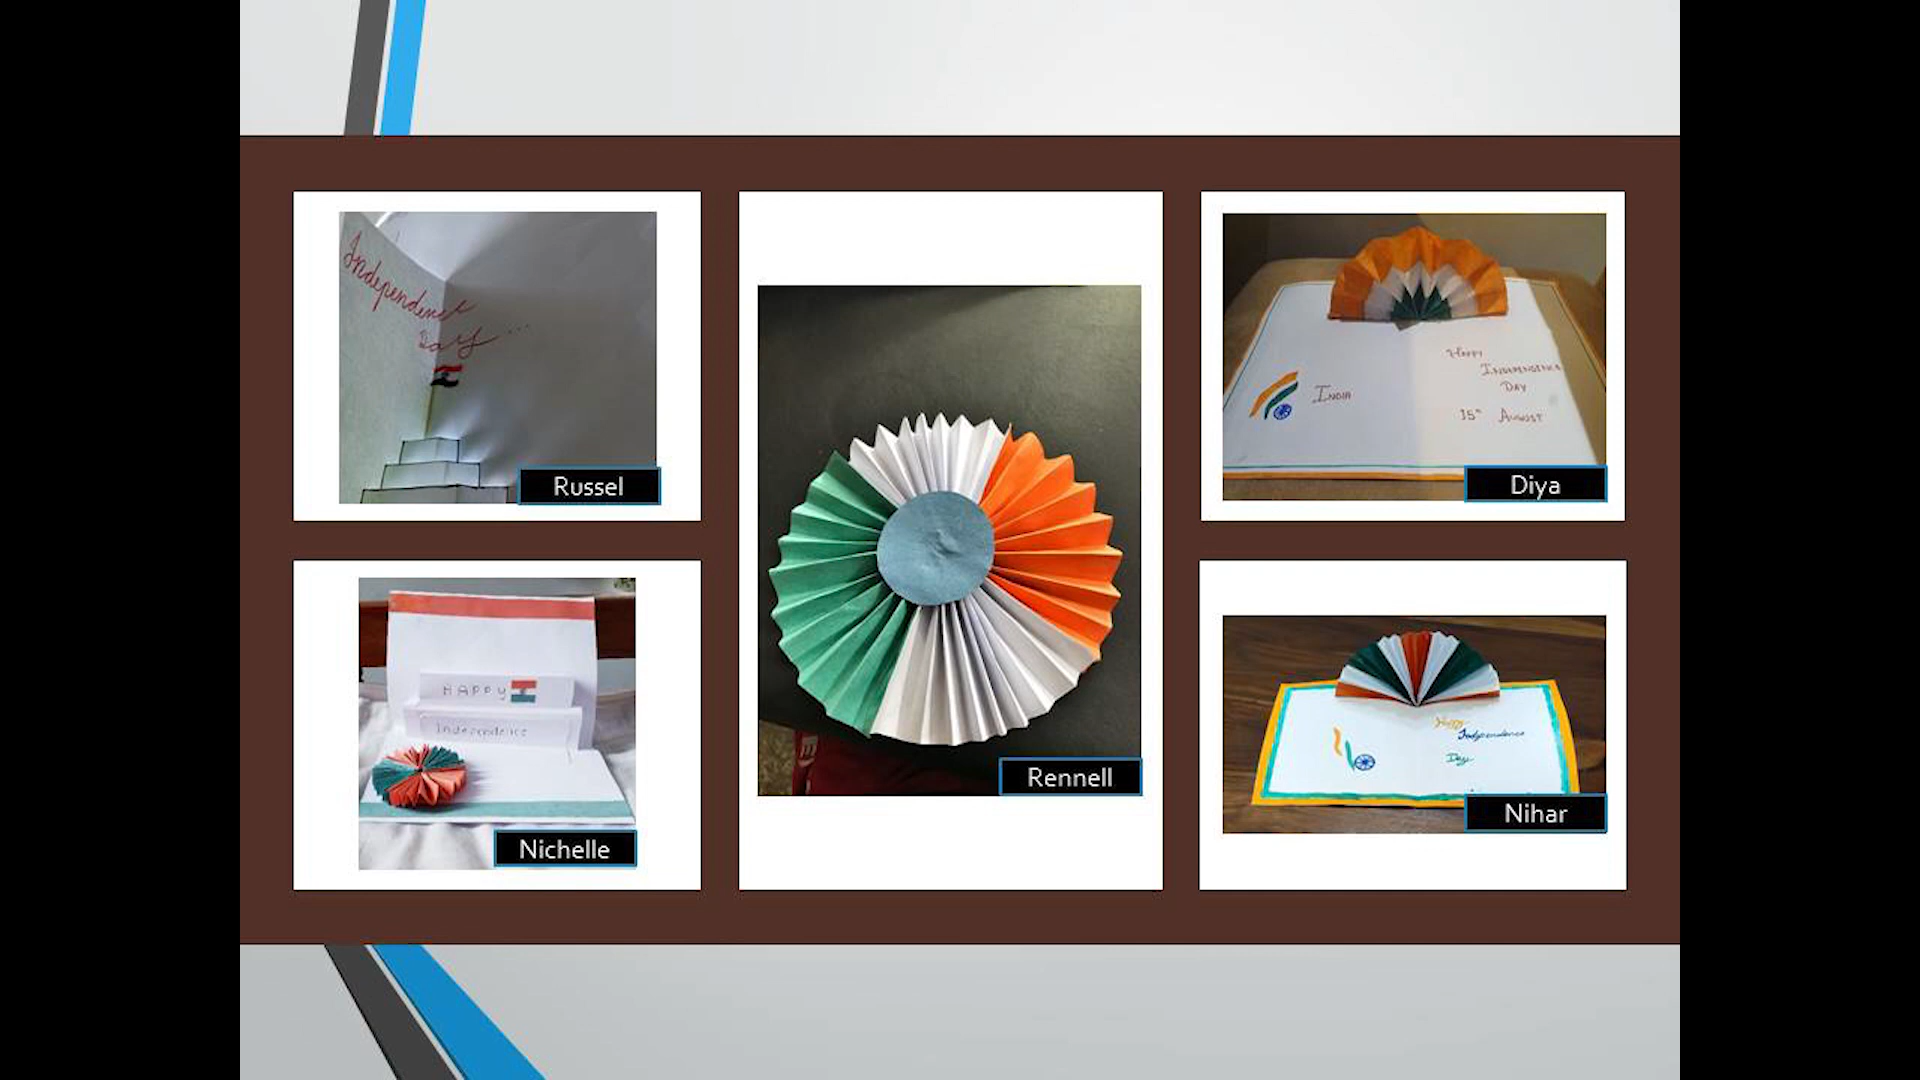 Independence
Day...
Russel
HAPPY
Independence
Nichelle
Rennell
India
Happy
Independence
Day
15th August
Diya
Happy
Independence
Day
Nihar